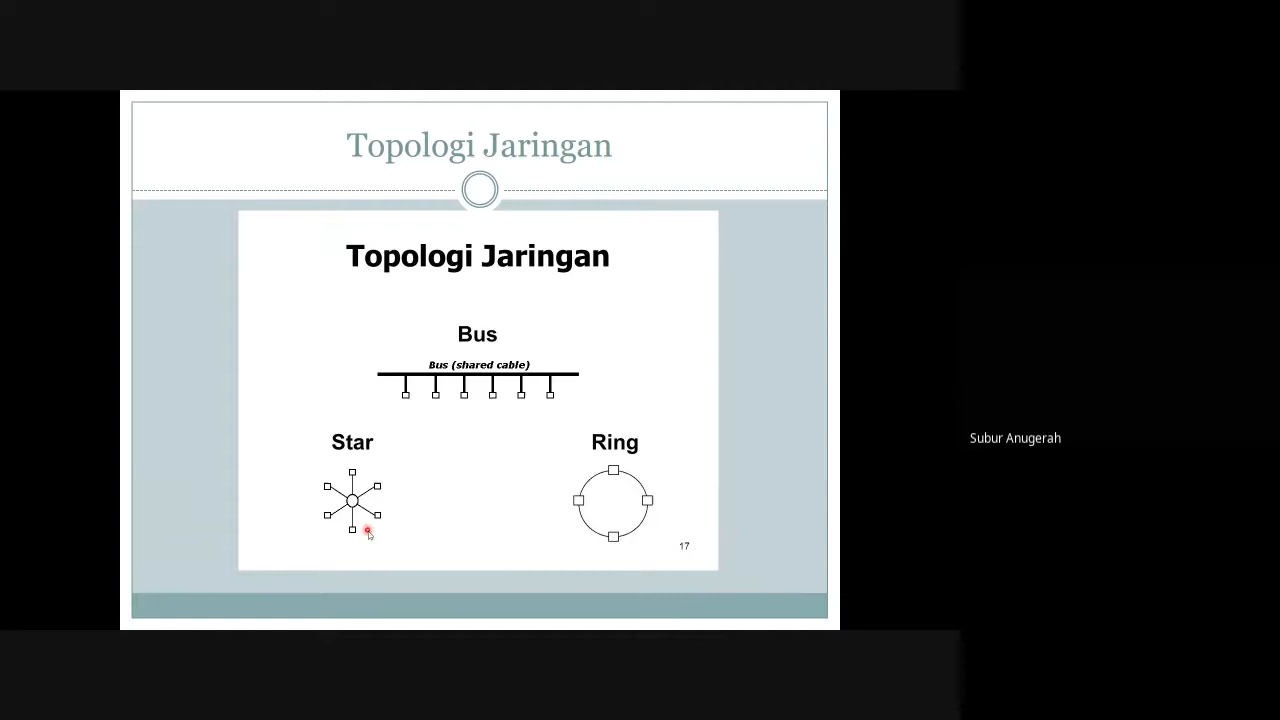 Topologi Jaringan
Topologi Jaringan
Bus
Bus (shared cable)
Star
Ring
17
Subur Anugerah